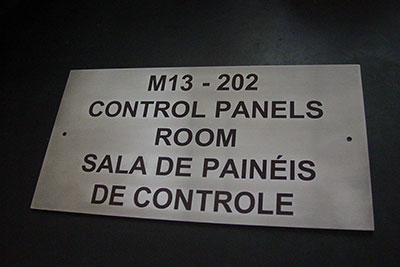 M13 - 202
CONTROL PANELS
ROOM
SALA DE PAINÉIS
DE CONTROLE